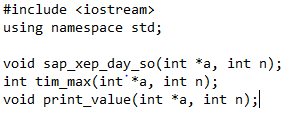 #include <iostream>
using namespace std;
void sap_xep_day_so(int *a, int n);
int tim_max(int *a, int n);
void print_value(int *a, int n);